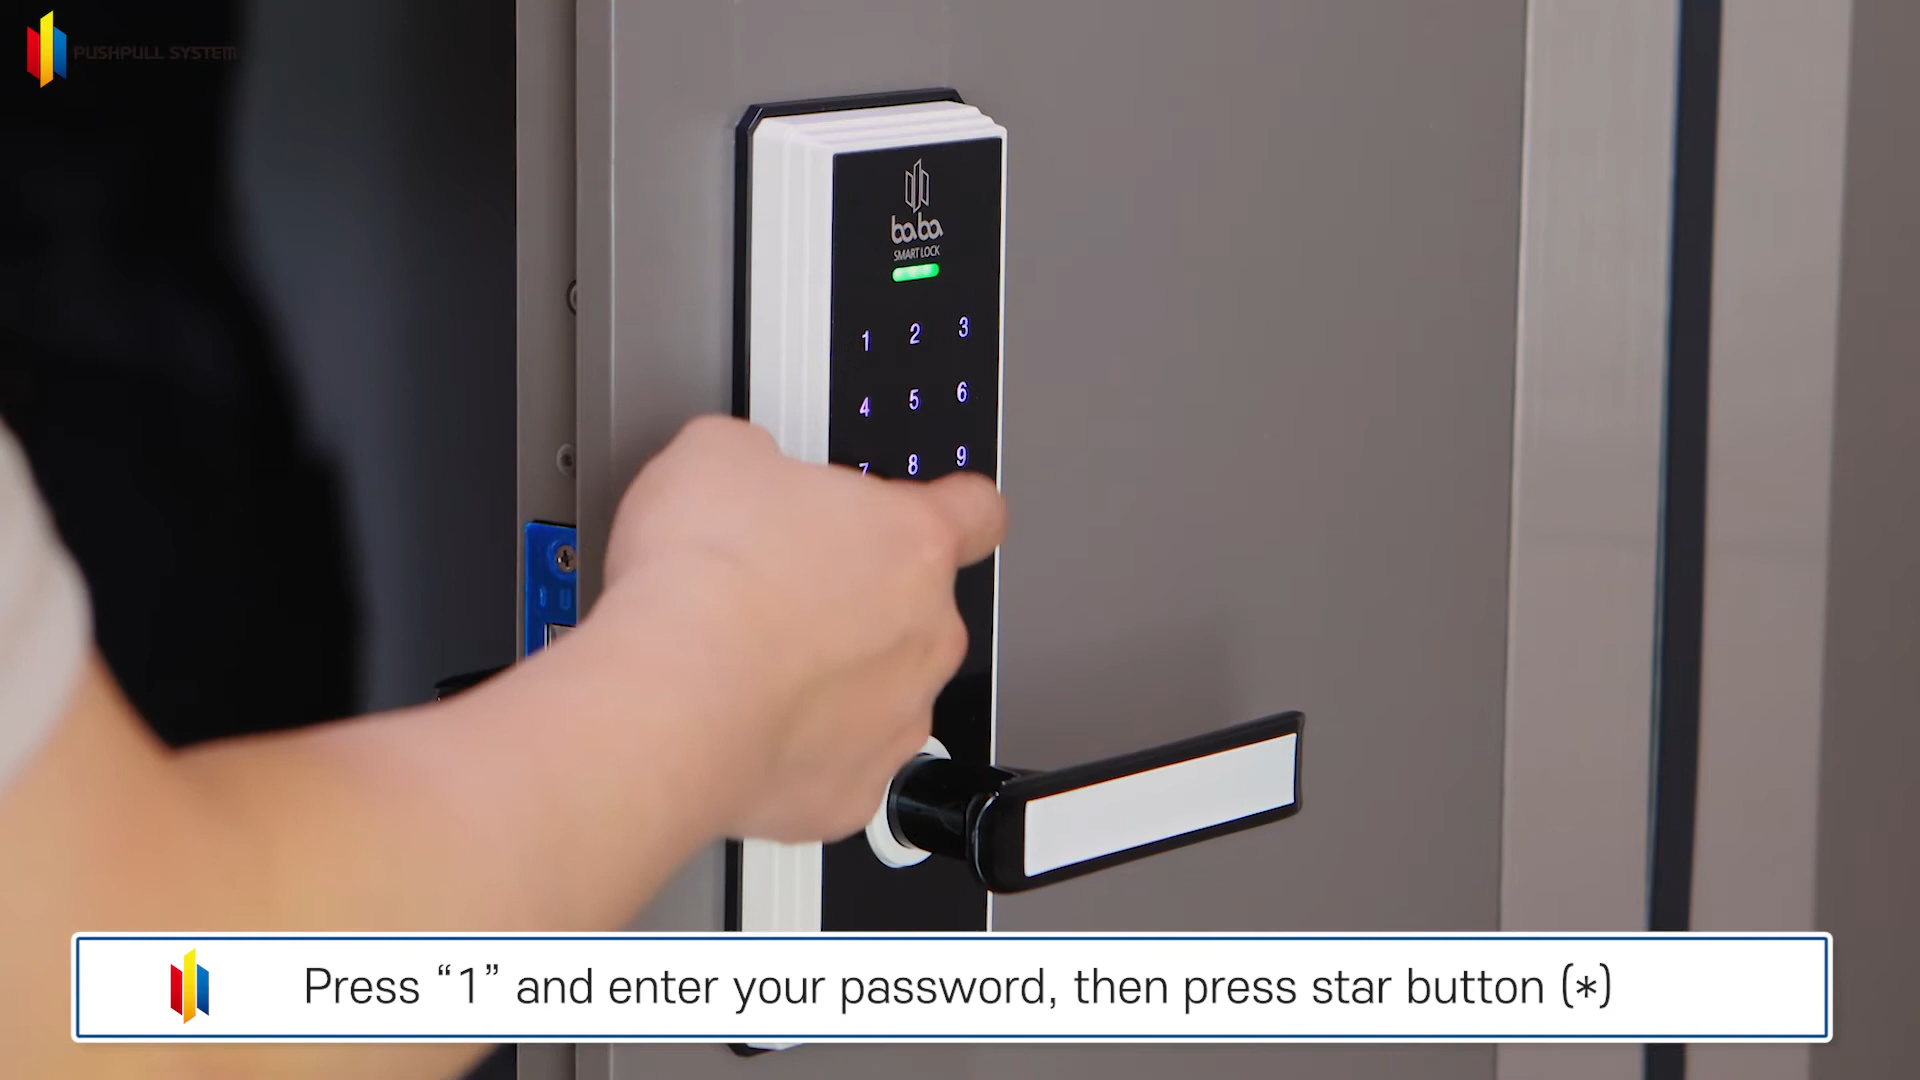 PUSHPULL SYSTEM
baba
SMART LOCK
1 2 3
4 5 6
7 8 9
Press “1” and enter your password, then press star button (*)